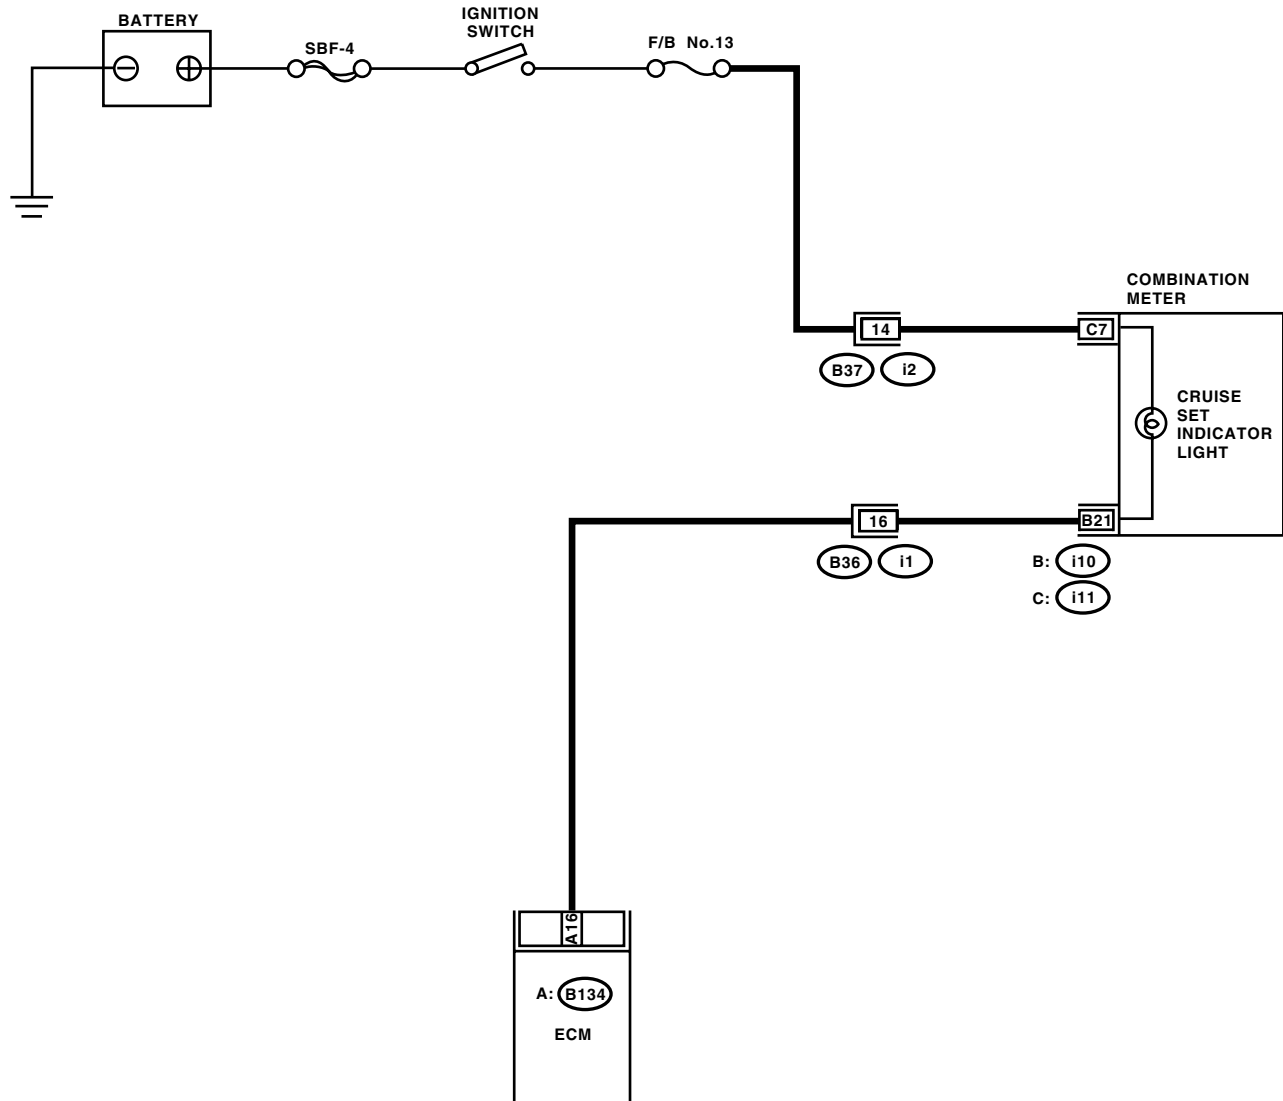 BATTERY
SBF-4
IGNITION
SWITCH
F/B No.13
COMBINATION
METER
14
C7
B37
i2
CRUISE
SET
INDICATOR
LIGHT
16
B21
B36
i1
B: i10
C: i11
A16
A: B134
ECM